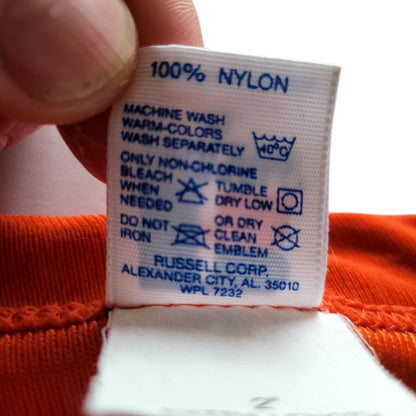 100% NYLON
MACHINE WASH
WARM-COLORS
WASH SEPARATELY 40°C
ONLY NON-CHLORINE
BLEACH TUMBLE
WHEN DRY LOW
NEEDED
DO NOT OR DRY
IRON CLEAN
EMBLEM
RUSSELL CORP.
ALEXANDER CITY, AL. 35010
WPL 7232